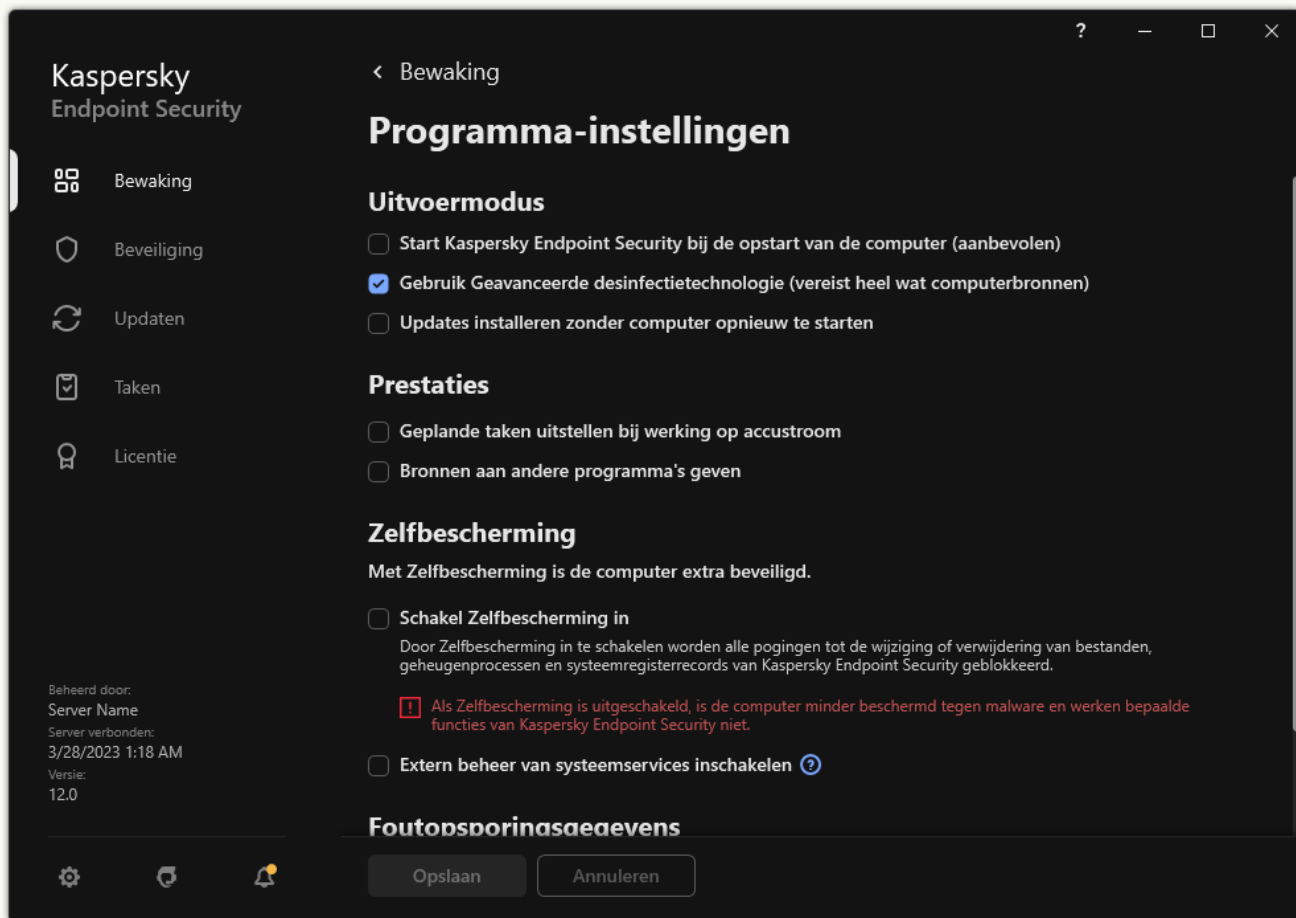 Kaspersky
Endpoint Security
Bewaking
Beveiliging
Updaten
Taken
Licentie
Beheerd door:
Server Name
Server verbonden:
3/28/2023 1:18 AM
Versie:
12.0
?
Bewaking
Programma-instellingen
Uitvoermodus
Start Kaspersky Endpoint Security bij de opstart van de computer (aanbevolen)
Gebruik Geavanceerde desinfectietechnologie (vereist heel wat computerbronnen)
Updates installeren zonder computer opnieuw te starten
Prestaties
Geplande taken uitstellen bij werking op accustroom
Bronnen aan andere programma's geven
Zelfbescherming
Met Zelfbescherming is de computer extra beveiligd.
Schakel Zelfbescherming in
Door Zelfbescherming in te schakelen worden alle pogingen tot de wijziging of verwijdering van bestanden,
geheugenprocessen en systeemregisterrecords van Kaspersky Endpoint Security geblokkeerd.
! Als Zelfbescherming is uitgeschakeld, is de computer minder beschermd tegen malware en werken bepaalde
functies van Kaspersky Endpoint Security niet.
Extern beheer van systeemservices inschakelen ?
Foutopsporingsgegevens
Opslaan
Annuleren